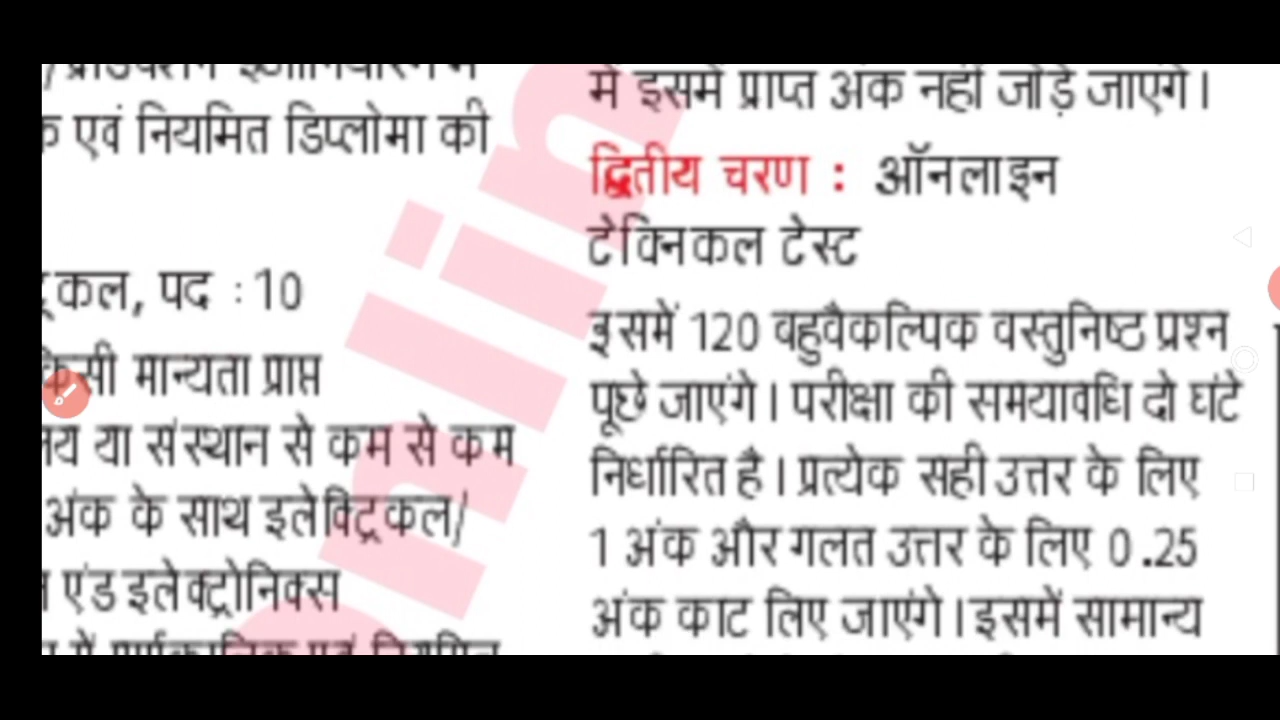 एवं नियमित डिप्लोमा की
कल, पद : 10
किसी मान्यता प्राप्त
या संस्थान से कम से कम
अंक के साथ इलेक्ट्रिकल/
एंड इलेक्ट्रोनिक्स
में इसमें प्राप्त अंक नहीं जोड़े जाएंगे।
द्वितीय चरण : ऑनलाइन
टेक्निकल टेस्ट
इसमें 120 बहुवैकल्पिक वस्तुनिष्ठ प्रश्न
पूछे जाएंगे। परीक्षा की समयावधि दो घंटे
निर्धारित है। प्रत्येक सही उत्तर के लिए
1 अंक और गलत उत्तर के लिए 0.25
अंक काट लिए जाएंगे। इसमें सामान्य